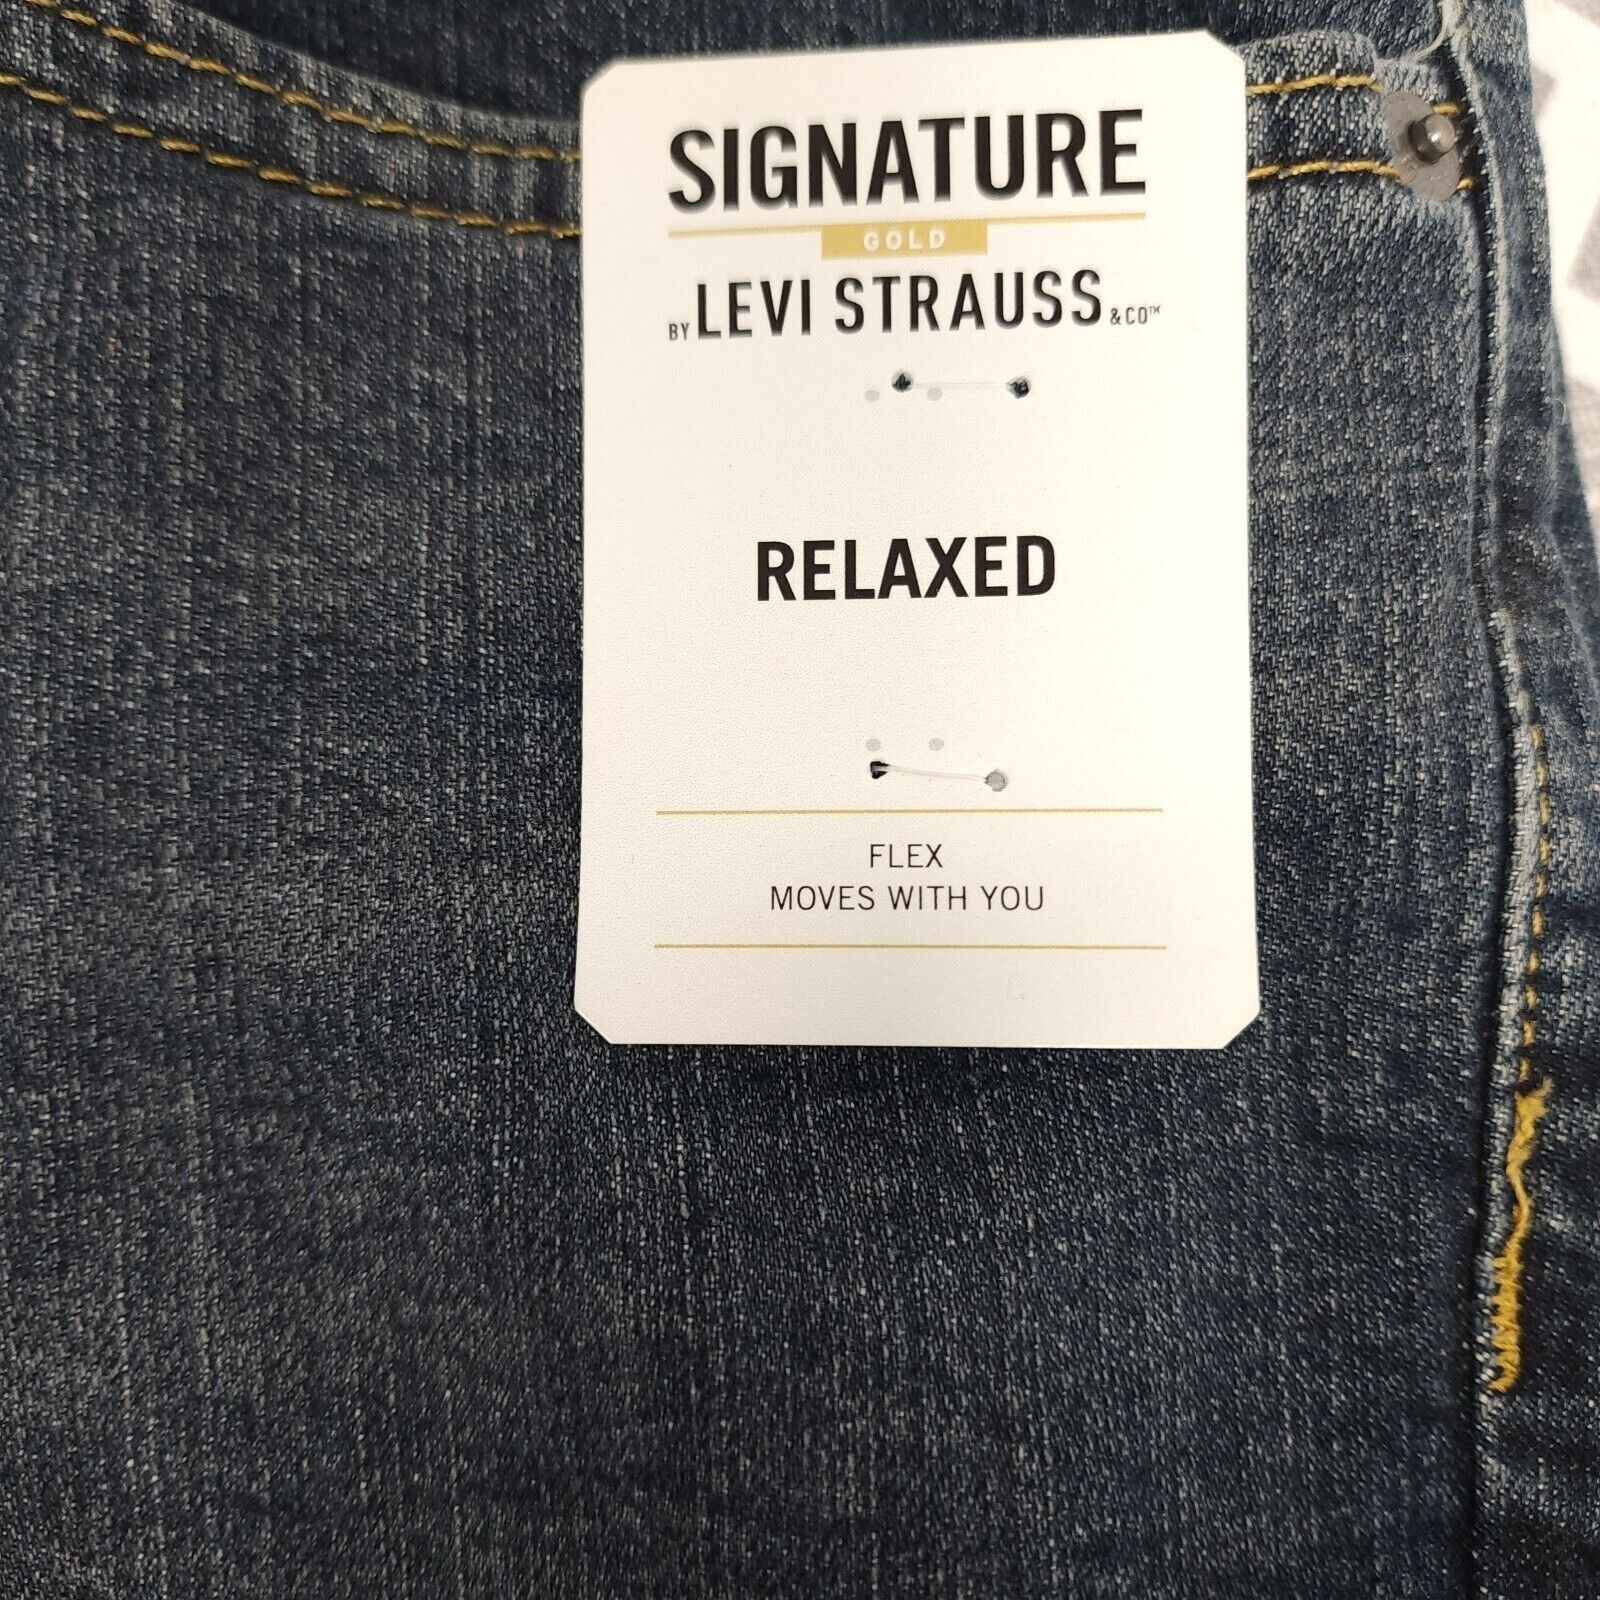 SIGNATURE
GOLD
BY LEVI STRAUSS & CO™
RELAXED
FLEX
MOVES WITH YOU